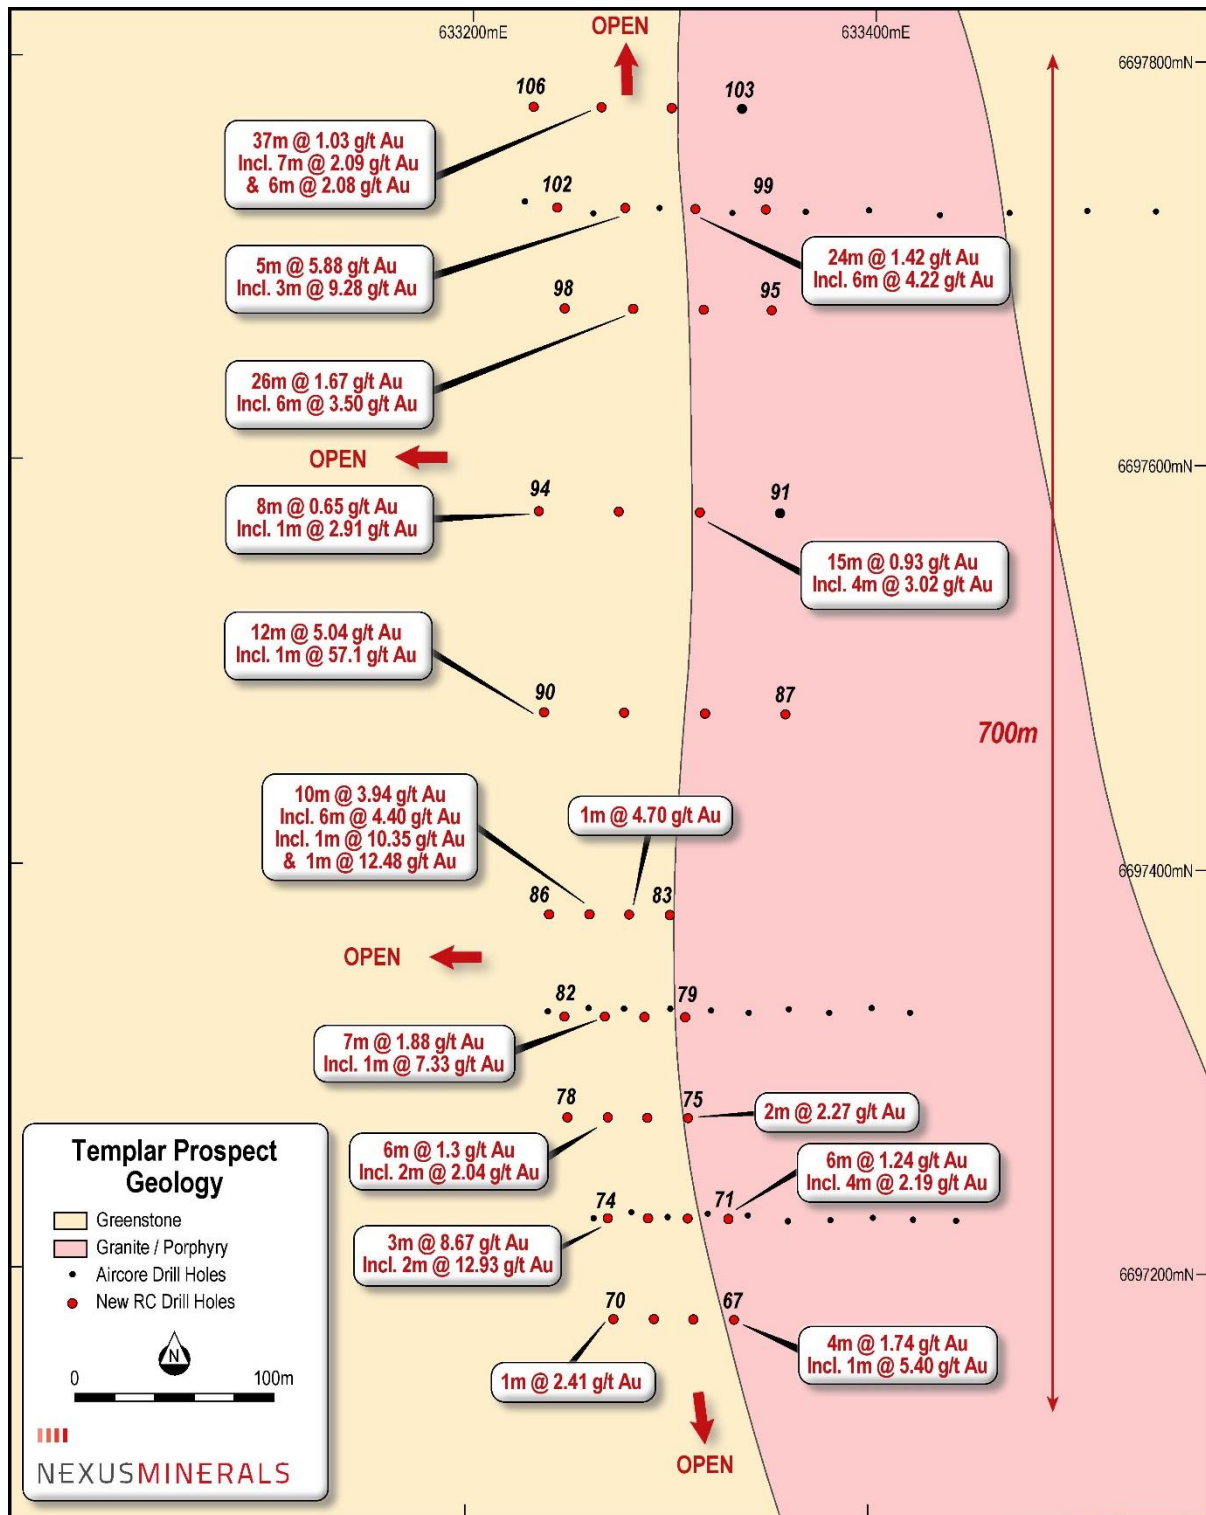 633200mE
OPEN
633400mE
6697800mN
106
103
37m @ 1.03 g/t Au
Incl. 7m @ 2.09 g/t Au
& 6m @ 2.08 g/t Au
102
99
5m @ 5.88 g/t Au
Incl. 3m @ 9.28 g/t Au
24m @ 1.42 g/t Au
Incl. 6m @ 4.22 g/t Au
98
95
26m @ 1.67 g/t Au
Incl. 6m @ 3.50 g/t Au
OPEN
6697600mN
94
91
8m @ 0.65 g/t Au
Incl. 1m @ 2.91 g/t Au
15m @ 0.93 g/t Au
Incl. 4m @ 3.02 g/t Au
12m @ 5.04 g/t Au
Incl. 1m @ 57.1 g/t Au
90
87
700m
10m @ 3.94 g/t Au
Incl. 6m @ 4.40 g/t Au
Incl. 1m @ 10.35 g/t Au
& 1m @ 12.48 g/t Au
1m @ 4.70 g/t Au
6697400mN
86
83
OPEN
82
79
7m @ 1.88 g/t Au
Incl. 1m @ 7.33 g/t Au
78
75
2m @ 2.27 g/t Au
6m @ 1.3 g/t Au
Incl. 2m @ 2.04 g/t Au
6m @ 1.24 g/t Au
Incl. 4m @ 2.19 g/t Au
74
71
3m @ 8.67 g/t Au
Incl. 2m @ 12.93 g/t Au
6697200mN
70
67
4m @ 1.74 g/t Au
Incl. 1m @ 5.40 g/t Au
1m @ 2.41 g/t Au
OPEN
Templar Prospect
Geology
Greenstone
Granite / Porphyry
Aircore Drill Holes
New RC Drill Holes
N
0
100m
NEXUSMINERALS